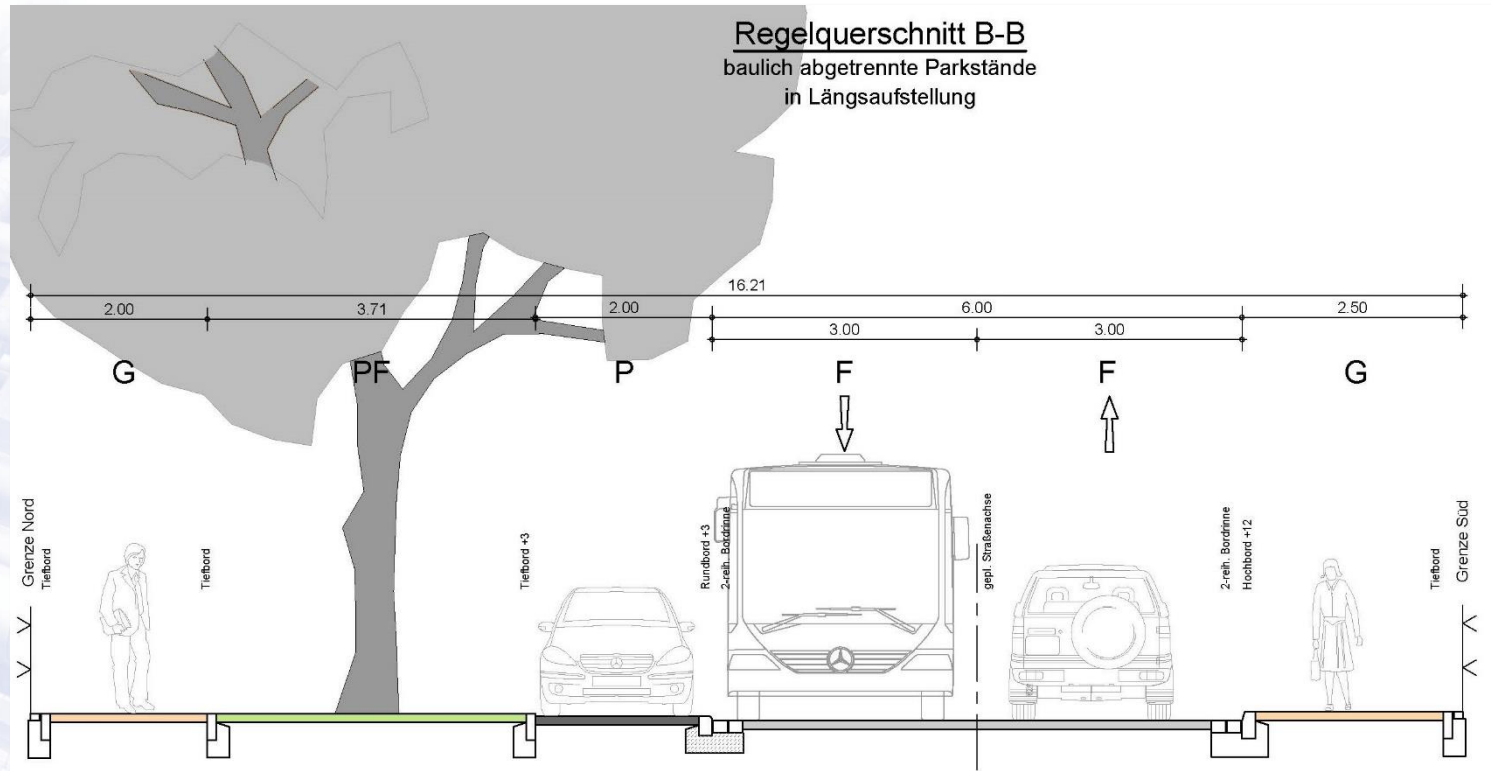 Regelquerschnitt B-B
baulich abgetrennte Parkstände
in Längsaufstellung
16.21
2.00
3.71
2.00
6.00
2.50
3.00
3.00
G
PF
P
F
F
G
Grenze Nord
Tiefbord
Tiefbord
Tiefbord +3
Rundbord +3
2-reih. Bordrinne
gepl. Straßenachse
2-reih. Bordrinne
Hochbord +12
Tiefbord
Grenze Süd